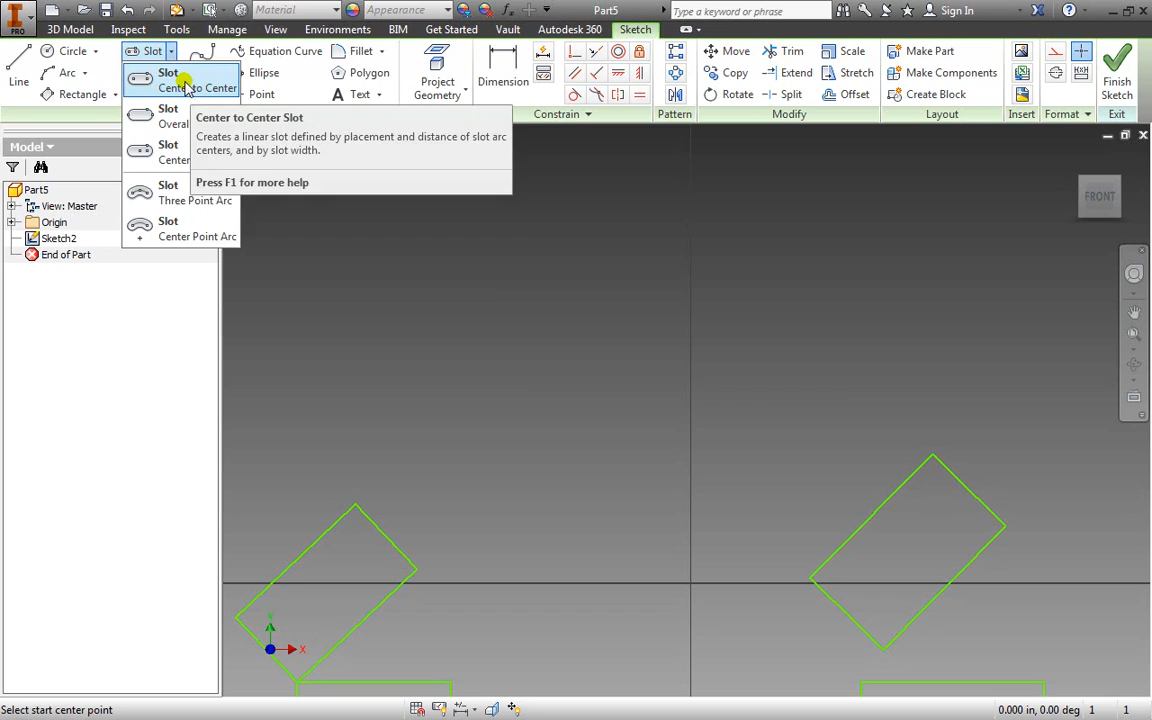 PRO
Material
Appearance
Part5
Type a keyword or phrase
Sign In
3D Model
Inspect
Tools
Manage
View
Environments
BIM
Get Started
Vault
Autodesk 360
Sketch
Line
Circle
Arc
Rectangle
Slot
Equation Curve
Ellipse
Point
Fillet
Polygon
Text
Project Geometry
Dimension
Constrain
Pattern
Move
Copy
Rotate
Trim
Extend
Split
Scale
Stretch
Offset
Modify
Make Part
Make Components
Create Block
Layout
Insert
Format
Finish Sketch
Exit
Slot
Center to Center
Slot
Overal
Slot
Center
Slot
Three Point Arc
Slot
Center Point Arc
Center to Center Slot
Creates a linear slot defined by placement and distance of slot arc
centers, and by slot width.
Press F1 for more help
Model
Part5
View: Master
Origin
Sketch2
End of Part
FRONT
Y
X
Select start center point
0.000 in, 0.00 deg
1
1